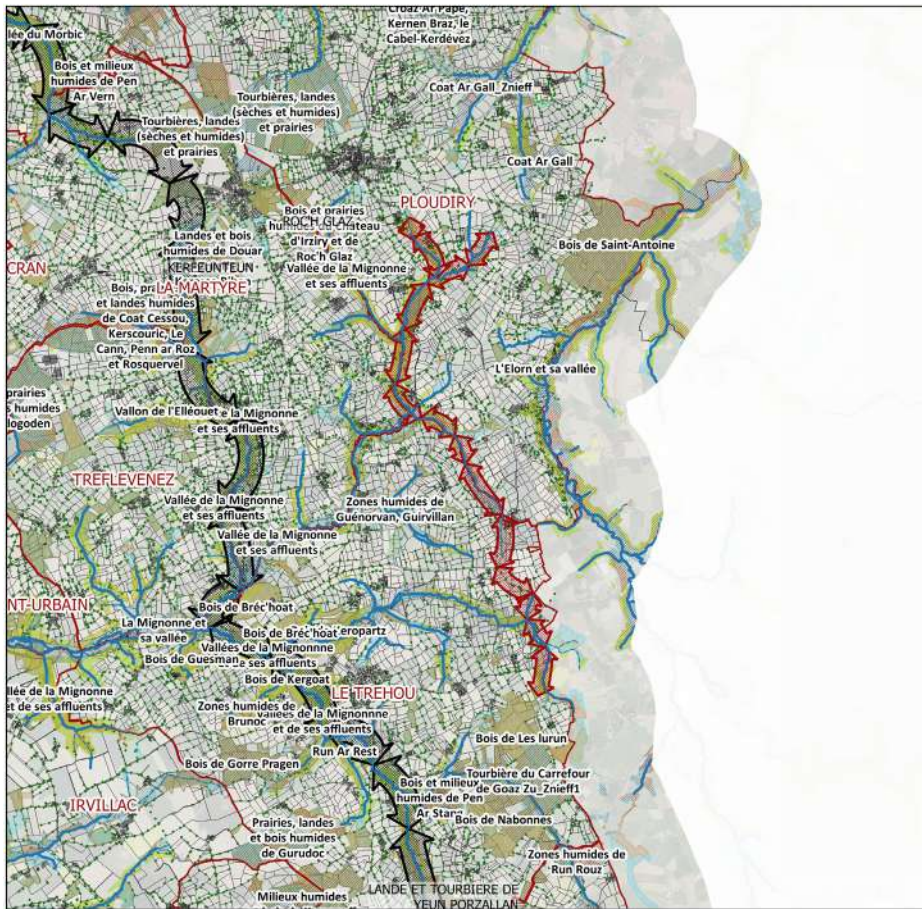 lée du Morbic
Croaz Ar Pape,
Kernen Braz, le
Cabel-Kerdévez
Bois et milieux
humides de Pen
Ar Vern
Coat Ar Gall_Znieff
Tourbières, landes
(sèches et humides)
et prairies
Tourbières, landes
(sèches et humides)
et prairies
Coat Ar Gall
PLOUDIRY
Bois et prairies
ROC'H GLAZ
d'Irziry et de
Roc'h Glaz
Bois de Saint-Antoine
Landes et bois
humides de Douar
KERFEUNTEUN
Vallée de la Mignonne
et ses affluents
CRAN
LA MARTYRE
et landes humides
de Coat Cessou,
Kerscouric, Le
Cann, Penn ar Roz
et Rosquervel
L'Elorn et sa vallée
prairies
s humides
logoden
Vallon de l'Elléouet
e la Mignonne
et ses affluents
TREFLEVENEZ
Vallée de la Mignonne
et ses affluents
Zones humides de
Guénorvan, Guirvillan
Vallée de la Mignonne
et ses affluents
NT-URBAIN
Bois de Bréc'hoat
La Mignonne et
sa vallée
Bois de Bréc'hoat
eropartz
Vallées de la Mignonnne
e ses affluents
Bois de Guesman
Bois de Kergoat
llée de la Mignonne
et de ses affluents
LE TREHOU
Zones humides de
Brunoc
Vallées de la Mignonnne
et de ses affluents
Bois de Les lurun
Run Ar Rest
Bois de Gorre Pragen
Tourbière du Carrefour
de Goaz Zu_Znieff1
Bois et milieux
humides de Pen
Ar Stang
Bois de Nabonnes
IRVILLAC
Prairies, landes
et bois humides
de Gurudoc
Zones humides de
Run Rouz
Milieux humides
LANDE ET TOURBIERE DE
YEUN PORZALLAN